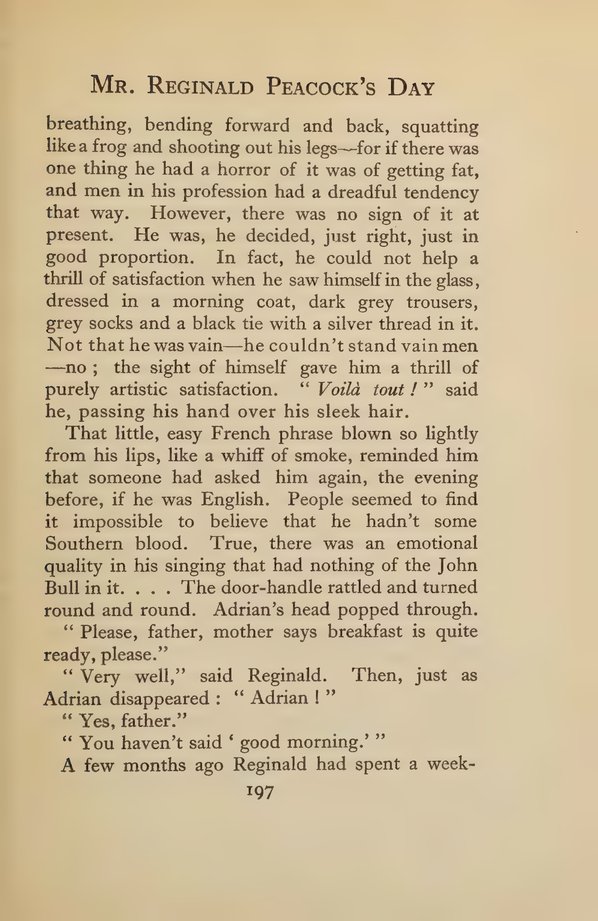 Mr. Reginald Peacock's Day
breathing, bending forward and back, squatting
like a frog and shooting out his legs—for if there was
one thing he had a horror of it was of getting fat,
and men in his profession had a dreadful tendency
that way. However, there was no sign of it at
present. He was, he decided, just right, just in
good proportion. In fact, he could not help a
thrill of satisfaction when he saw himself in the glass,
dressed in a morning coat, dark grey trousers,
grey socks and a black tie with a silver thread in it.
Not that he was vain—he couldn't stand vain men
—no ; the sight of himself gave him a thrill of
purely artistic satisfaction. “ Voilà tout ! ” said
he, passing his hand over his sleek hair.
That little, easy French phrase blown so lightly
from his lips, like a whiff of smoke, reminded him
that someone had asked him again, the evening
before, if he was English. People seemed to find
it impossible to believe that he hadn't some
Southern blood. True, there was an emotional
quality in his singing that had nothing of the John
Bull in it. . . . The door-handle rattled and turned
round and round. Adrian's head popped through.
“ Please, father, mother says breakfast is quite
ready, please.”
“ Very well,” said Reginald. Then, just as
Adrian disappeared : “ Adrian ! ”
“ Yes, father.”
“ You haven't said ‘ good morning.’ ”
A few months ago Reginald had spent a week-
197